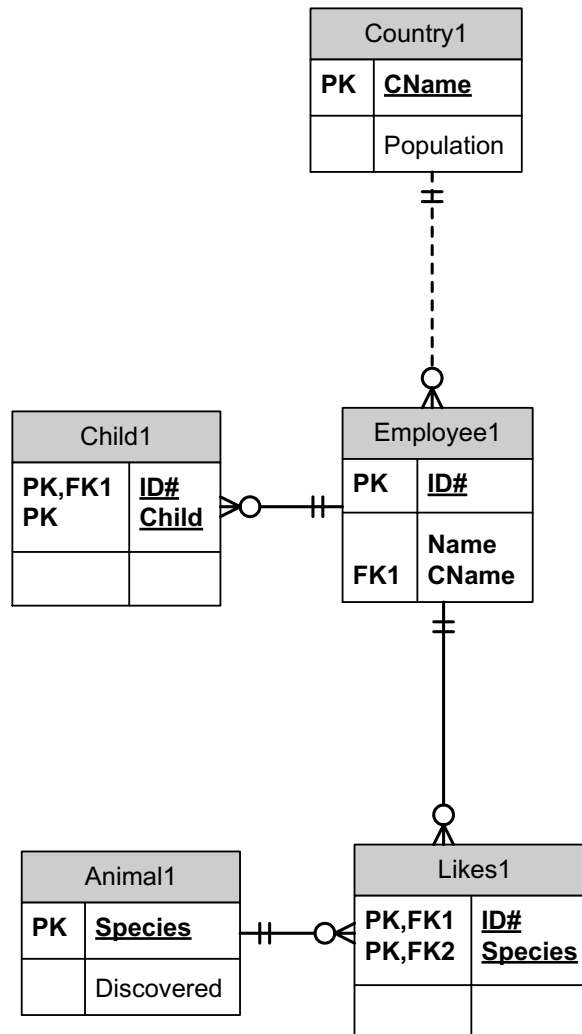 Country1
PK CName
Population
Child1
PK,FK1 ID#
PK Child
Employee1
PK ID#
Name
FK1 CName
Animal1
PK Species
Discovered
Likes1
PK,FK1 ID#
PK,FK2 Species